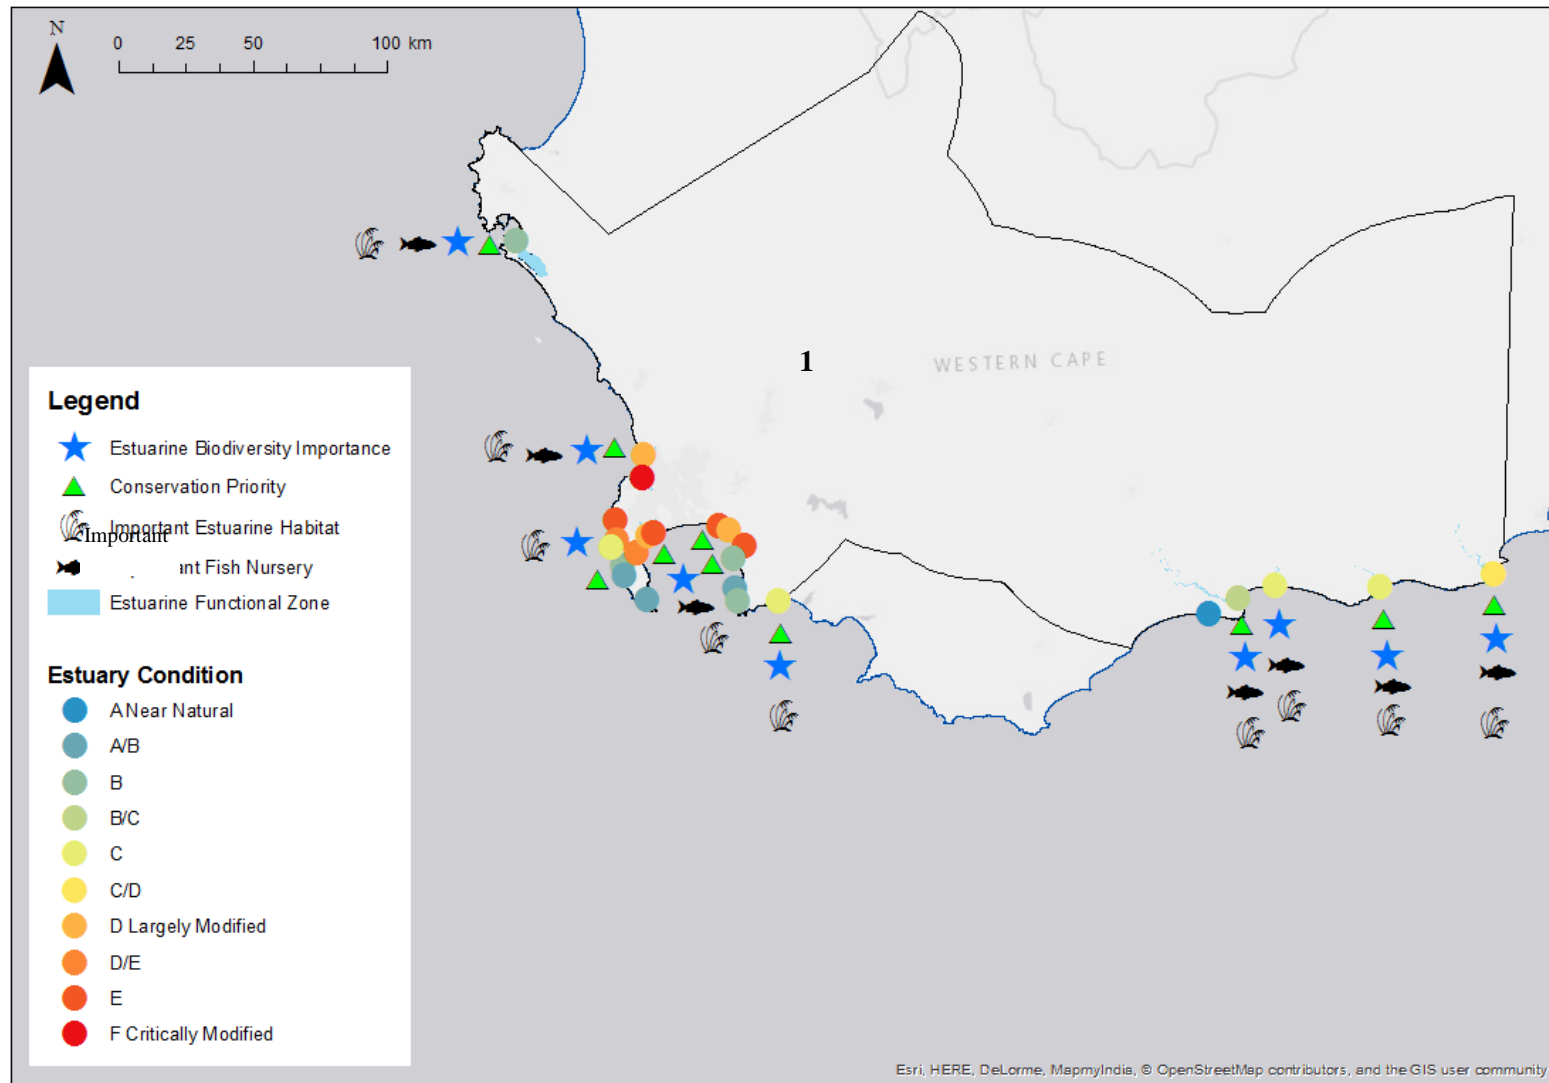 N
0 25 50 100 km
1
WESTERN CAPE
Legend
Estuarine Biodiversity Importance
Conservation Priority
Important Estuarine Habitat
Important
ant Fish Nursery
Estuarine Functional Zone
Estuary Condition
A Near Natural
A/B
B
B/C
C
C/D
D Largely Modified
D/E
E
F Critically Modified
Esri, HERE, DeLorme, MapmyIndia, © OpenStreetMap contributors, and the GIS user community